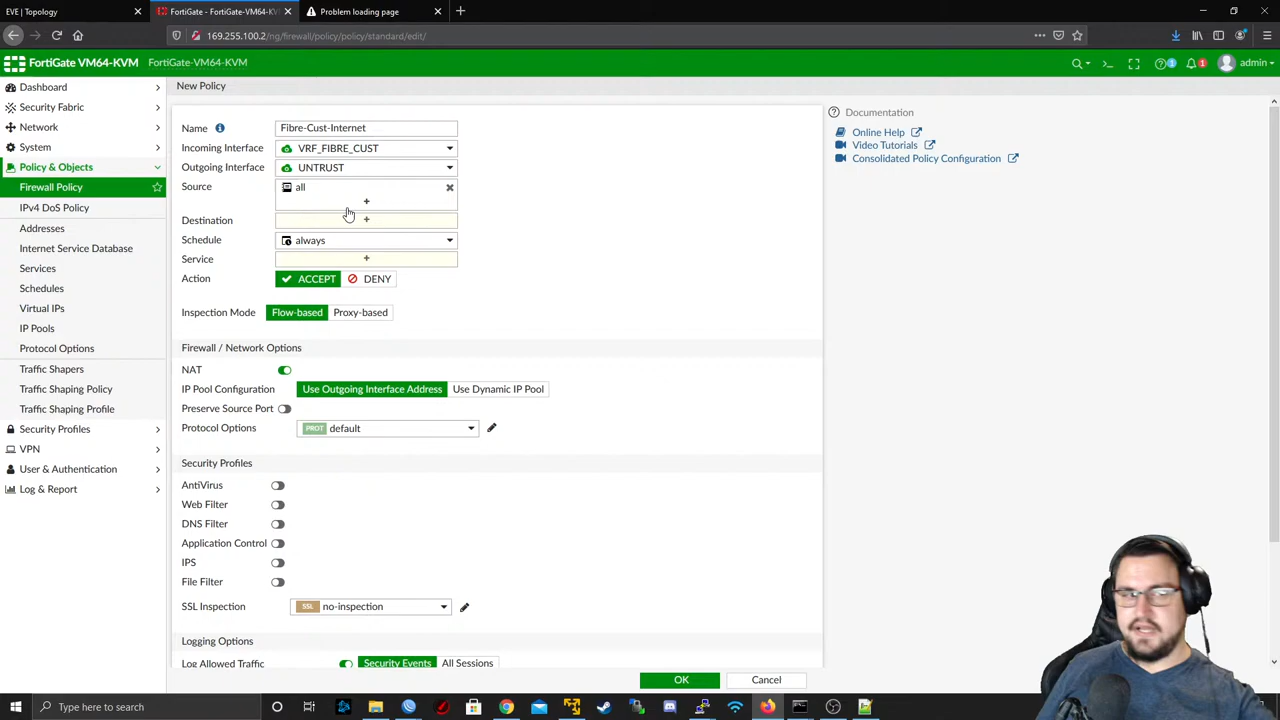 EVE | Topology
FortiGate - FortiGate-VM64-KV
Problem loading page
169.255.100.2/ng/firewall/policy/policy/standard/edit/
FortiGate VM64-KVM
FortiGate-VM64-KVM
1
1
admin
Dashboard
Security Fabric
Network
System
Policy & Objects
Firewall Policy
IPv4 DoS Policy
Addresses
Internet Service Database
Services
Schedules
Virtual IPs
IP Pools
Protocol Options
Traffic Shapers
Traffic Shaping Policy
Traffic Shaping Profile
Security Profiles
VPN
User & Authentication
Log & Report
New Policy
Name
Fibre-Cust-Internet
Incoming Interface
VRF_FIBRE_CUST
Outgoing Interface
UNTRUST
Source
all
+
Destination
+
Schedule
always
Service
+
Action
ACCEPT
DENY
Inspection Mode
Flow-based
Proxy-based
Firewall / Network Options
NAT
IP Pool Configuration
Use Outgoing Interface Address
Use Dynamic IP Pool
Preserve Source Port
Protocol Options
PROT
default
Security Profiles
AntiVirus
Web Filter
DNS Filter
Application Control
IPS
File Filter
SSL Inspection
SSL
no-inspection
Logging Options
Log Allowed Traffic
Security Events
All Sessions
OK
Cancel
Documentation
Online Help
Video Tutorials
Consolidated Policy Configuration
Type here to search